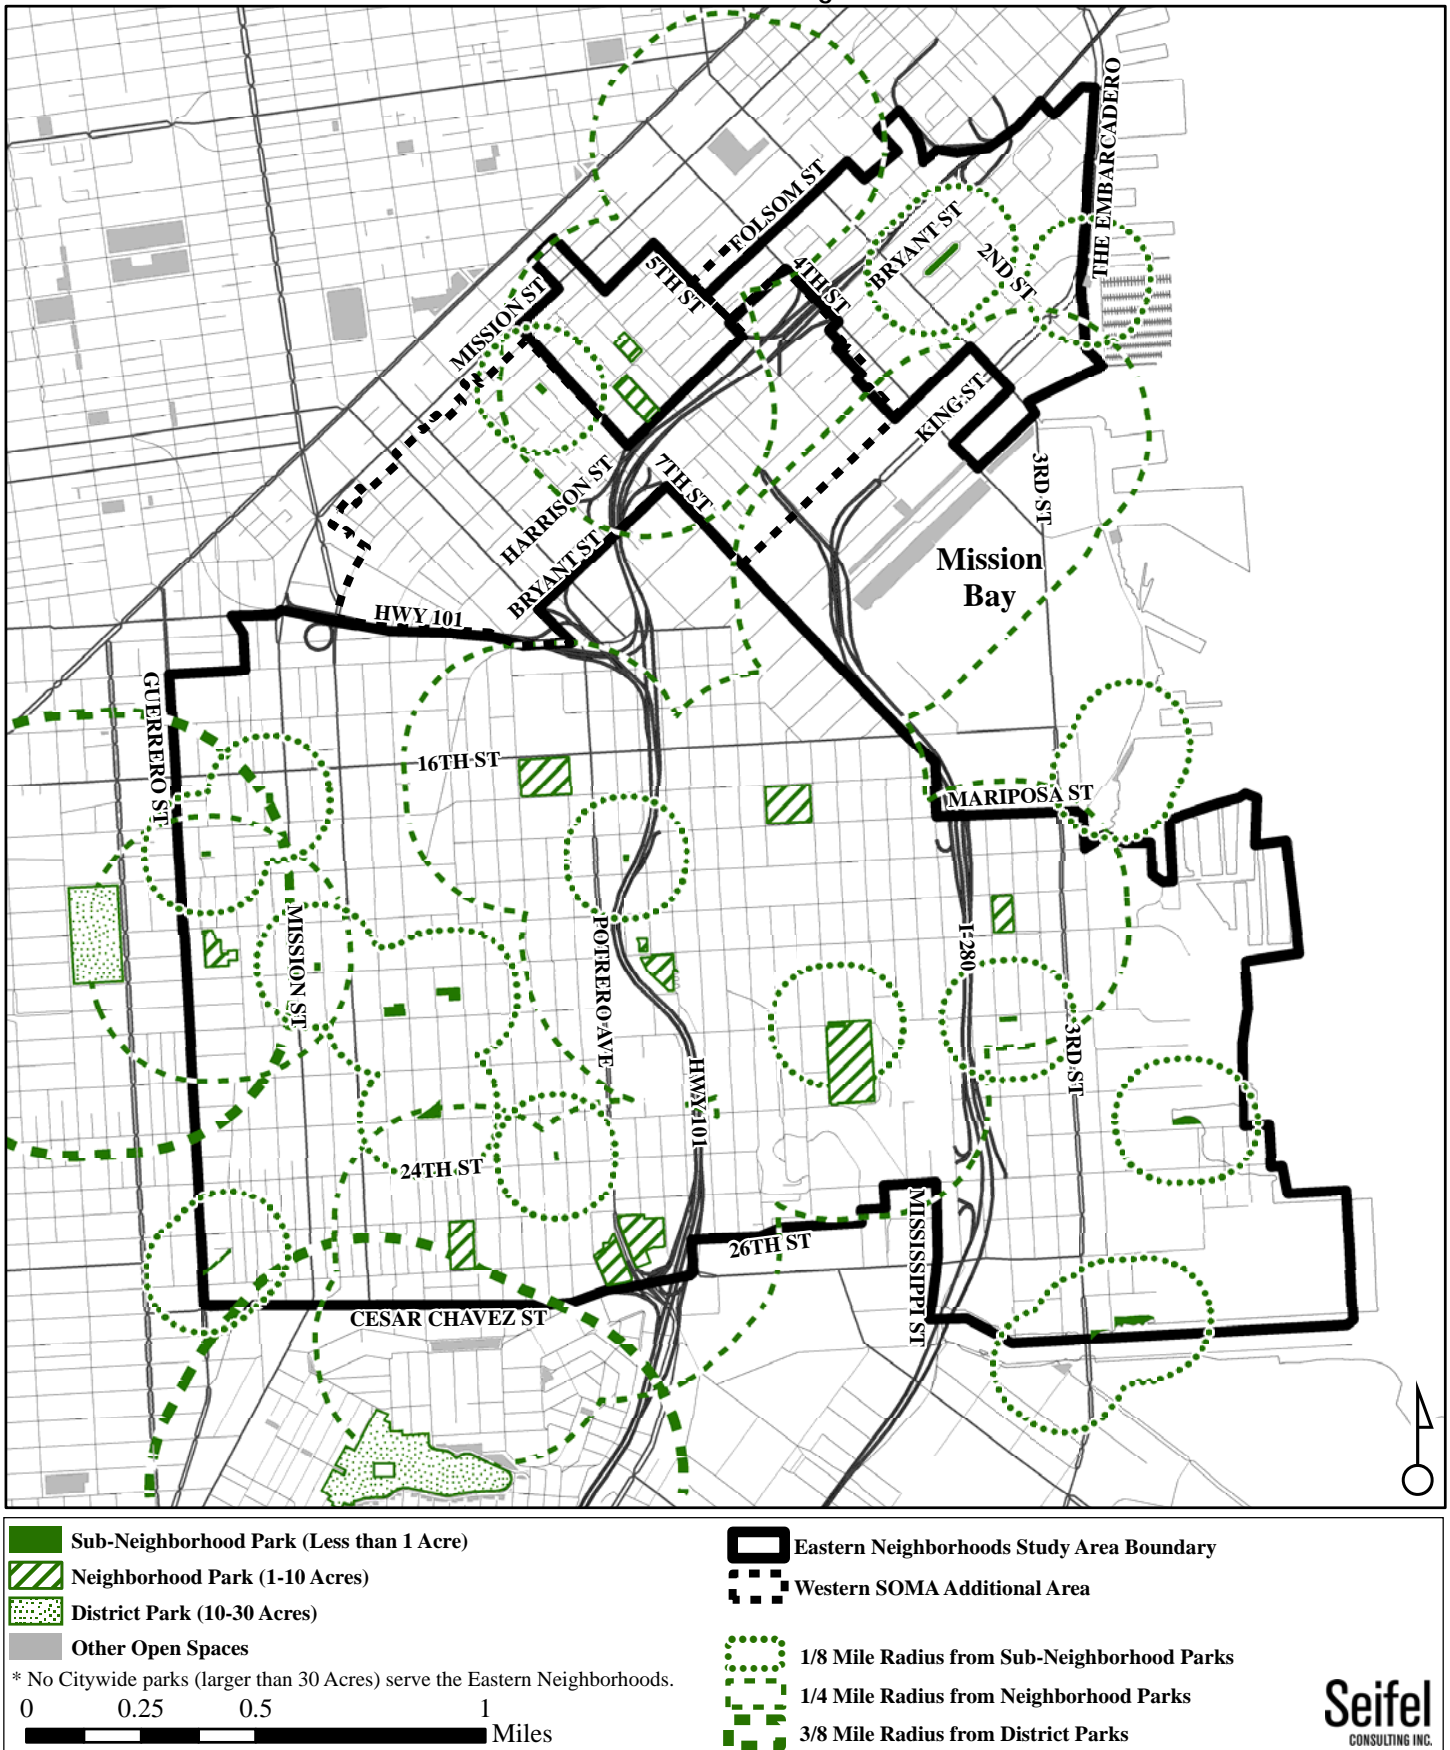 THE EMBARCADERO
FOLSOM ST
BRYANT ST
2ND ST
4TH ST
5TH ST
MISSION ST
KING ST
3RD ST
7TH ST
HARRISON ST
BRYANT ST
Mission
Bay
HWY 101
GUERRERO ST
16TH ST
MARIPOSA ST
MISSION ST
POTRERO AVE
I-280
3RD ST
HWY 101
24TH ST
26TH ST
MISSISSIPPI ST
CESAR CHAVEZ ST
Sub-Neighborhood Park (Less than 1 Acre)
Neighborhood Park (1-10 Acres)
District Park (10-30 Acres)
Other Open Spaces
* No Citywide parks (larger than 30 Acres) serve the Eastern Neighborhoods.
0 0.25 0.5 1
Miles
Eastern Neighborhoods Study Area Boundary
Western SOMA Additional Area
1/8 Mile Radius from Sub-Neighborhood Parks
1/4 Mile Radius from Neighborhood Parks
3/8 Mile Radius from District Parks
Seifel
CONSULTING INC.